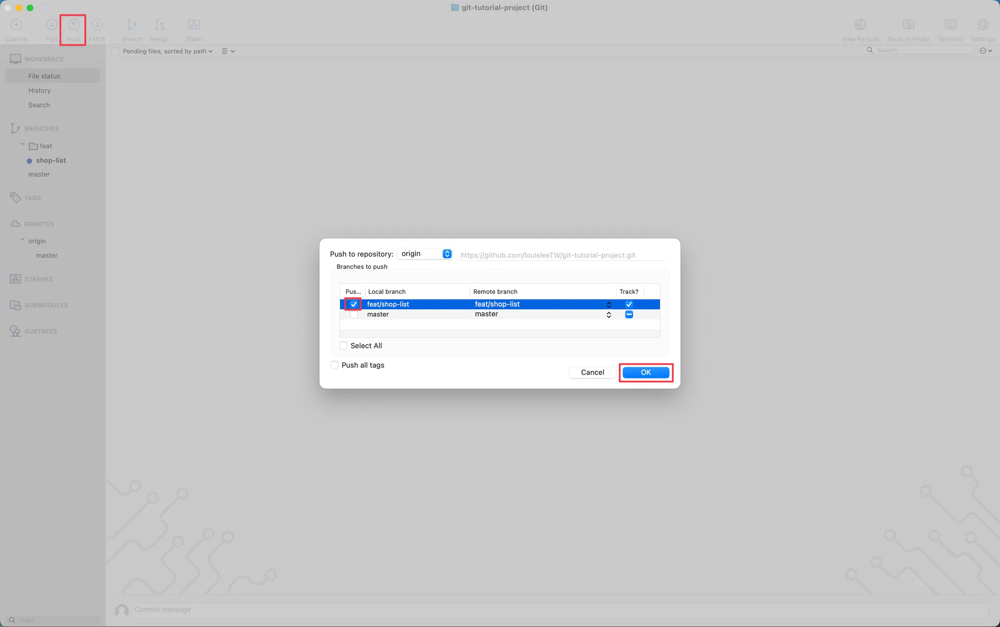 git-tutorial-project (Git)
Commit
Pull
Push
Fetch
Branch
Merge
Stash
View Remote
Show in Finder
Terminal
Settings
Pending files, sorted by path
Search
WORKSPACE
File status
History
Search
BRANCHES
feat
shop-list
master
TAGS
REMOTES
origin
master
STASHES
SUBMODULES
SUBTREES
Push to repository: origin https://github.com/louisleeTW/git-tutorial-project.git
Branches to push
Pus... Local branch Remote branch Track?
feat/shop-list feat/shop-list
master master
Select All
Push all tags
Cancel
OK
Commit message
Filter